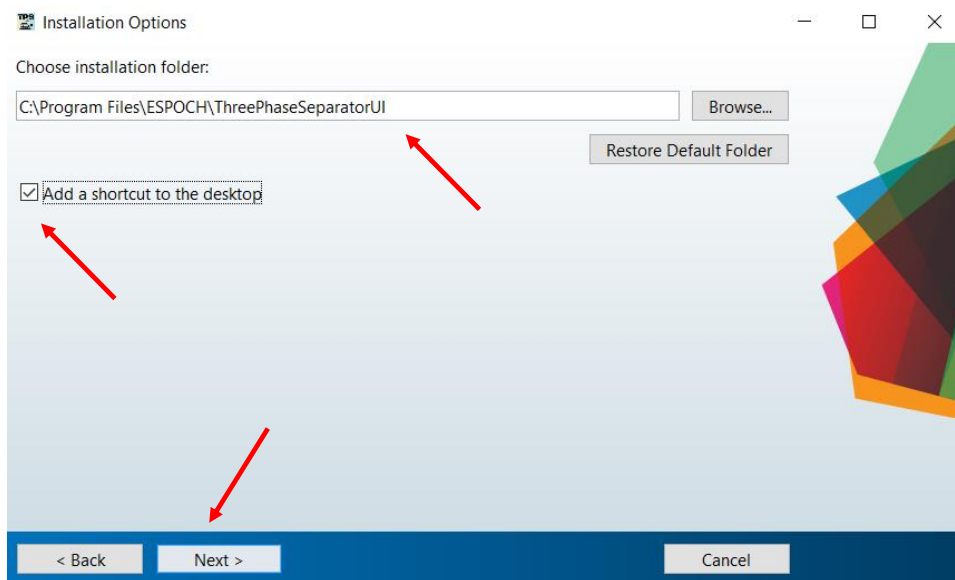 TPS
Installation Options
Choose installation folder:
C:\Program Files\ESPOCH\ThreePhaseSeparatorUI
Browse...
Restore Default Folder
Add a shortcut to the desktop
< Back
Next >
Cancel